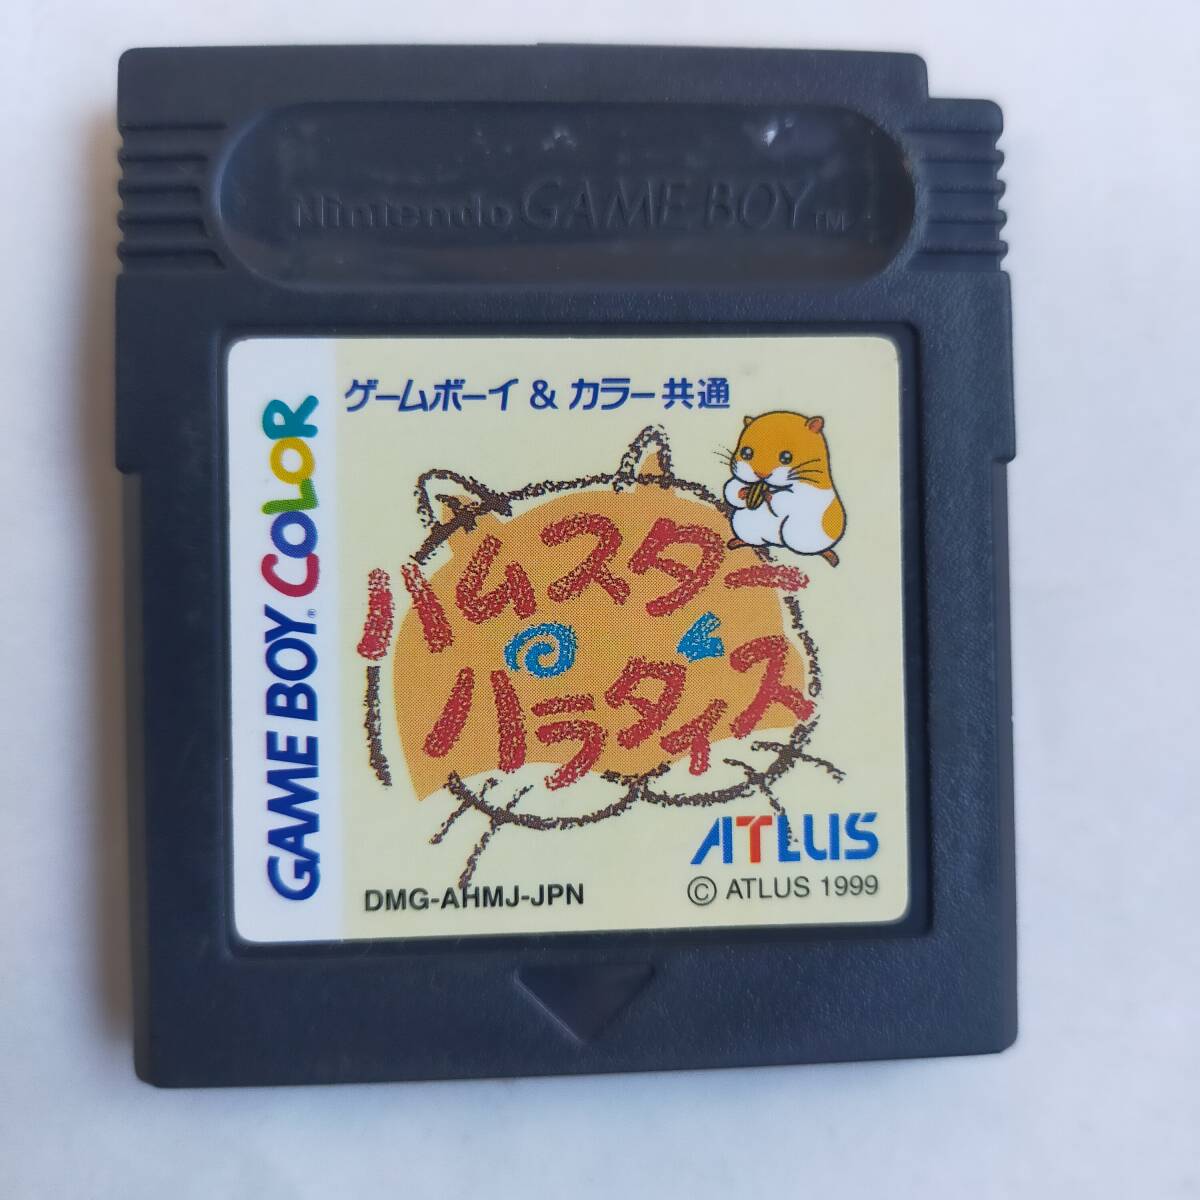 Nintendo GAME BOY™
GAME BOY® COLOR
ゲームボーイ & カラー共通
ハムスター
パラダイス
ATLUS
DMG-AHMJ-JPN
© ATLUS 1999